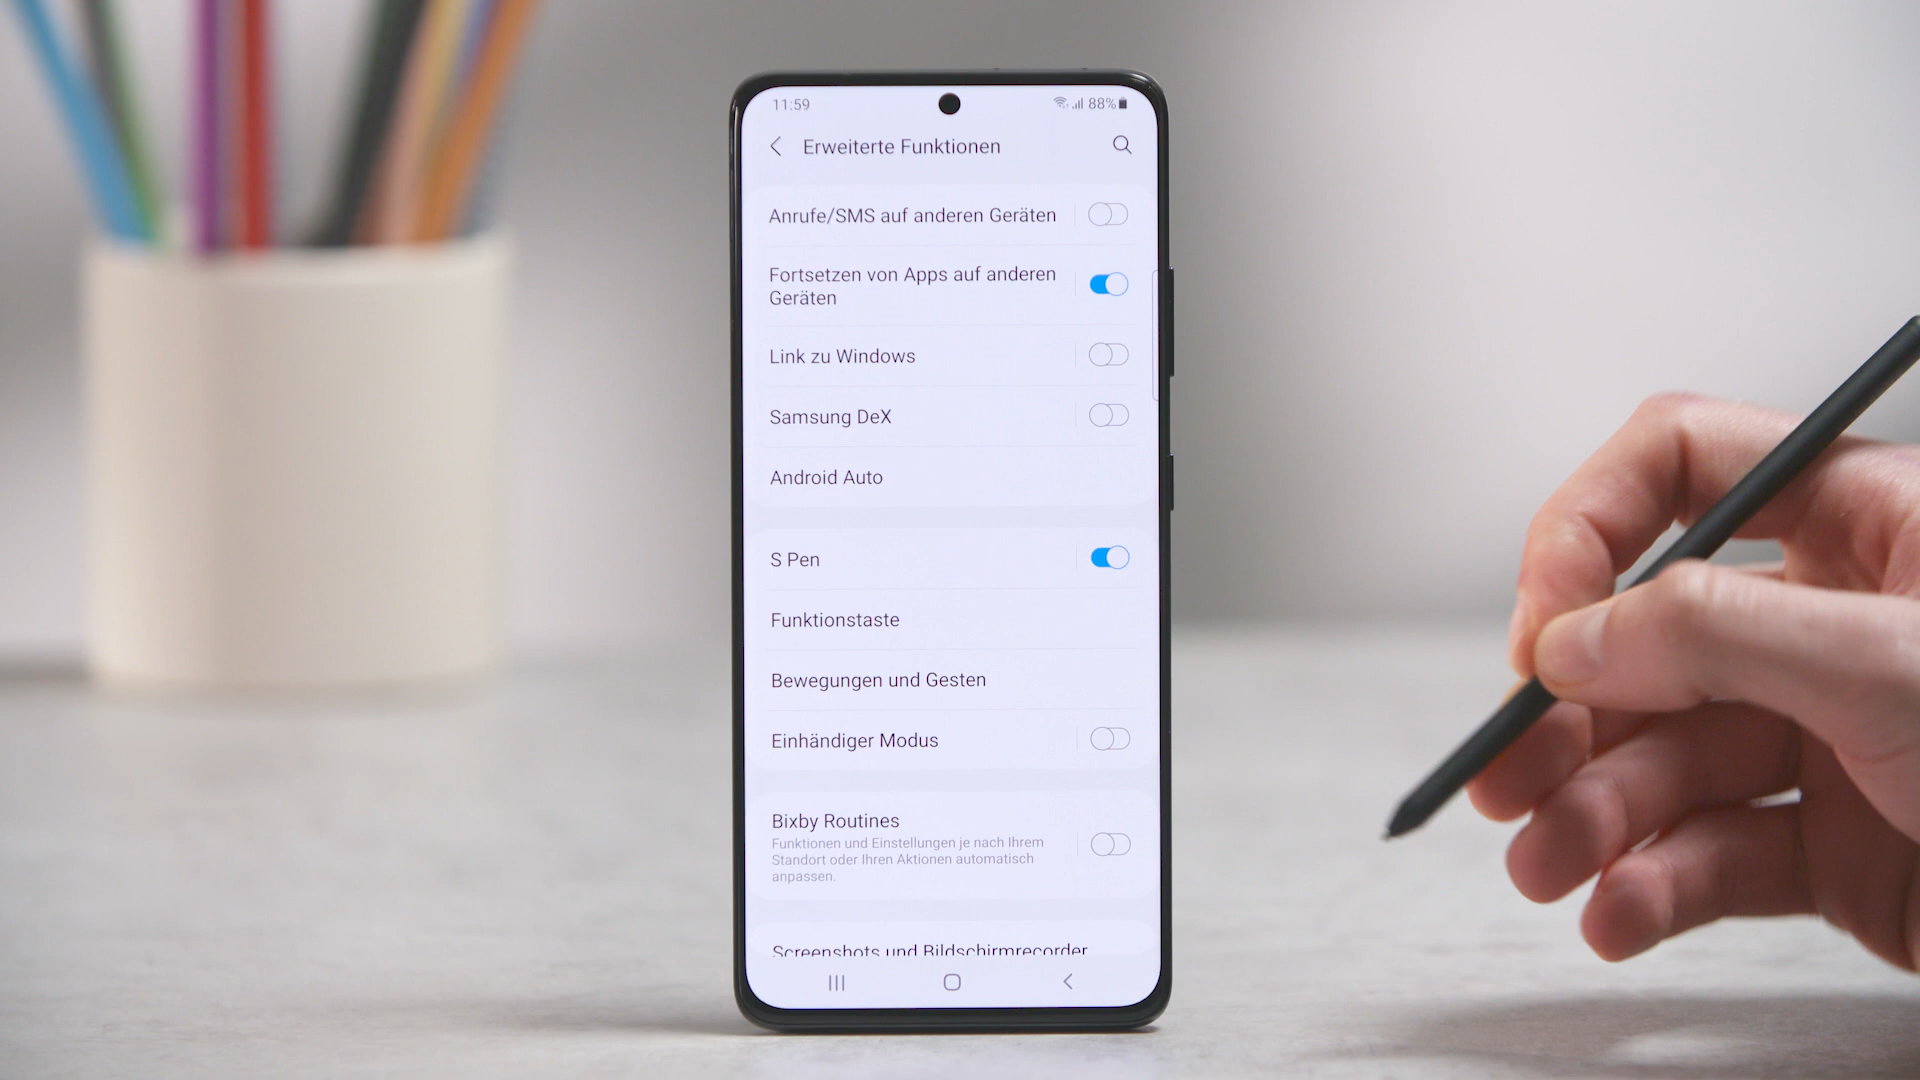 11:59
88%
Erweiterte Funktionen
Anrufe/SMS auf anderen Geräten
Fortsetzen von Apps auf anderen
Geräten
Link zu Windows
Samsung DeX
Android Auto
S Pen
Funktionstaste
Bewegungen und Gesten
Einhändiger Modus
Bixby Routines
Funktionen und Einstellungen je nach Ihrem
Standort oder Ihren Aktionen automatisch
anpassen.
Screenshots und Bildschirmrecorder